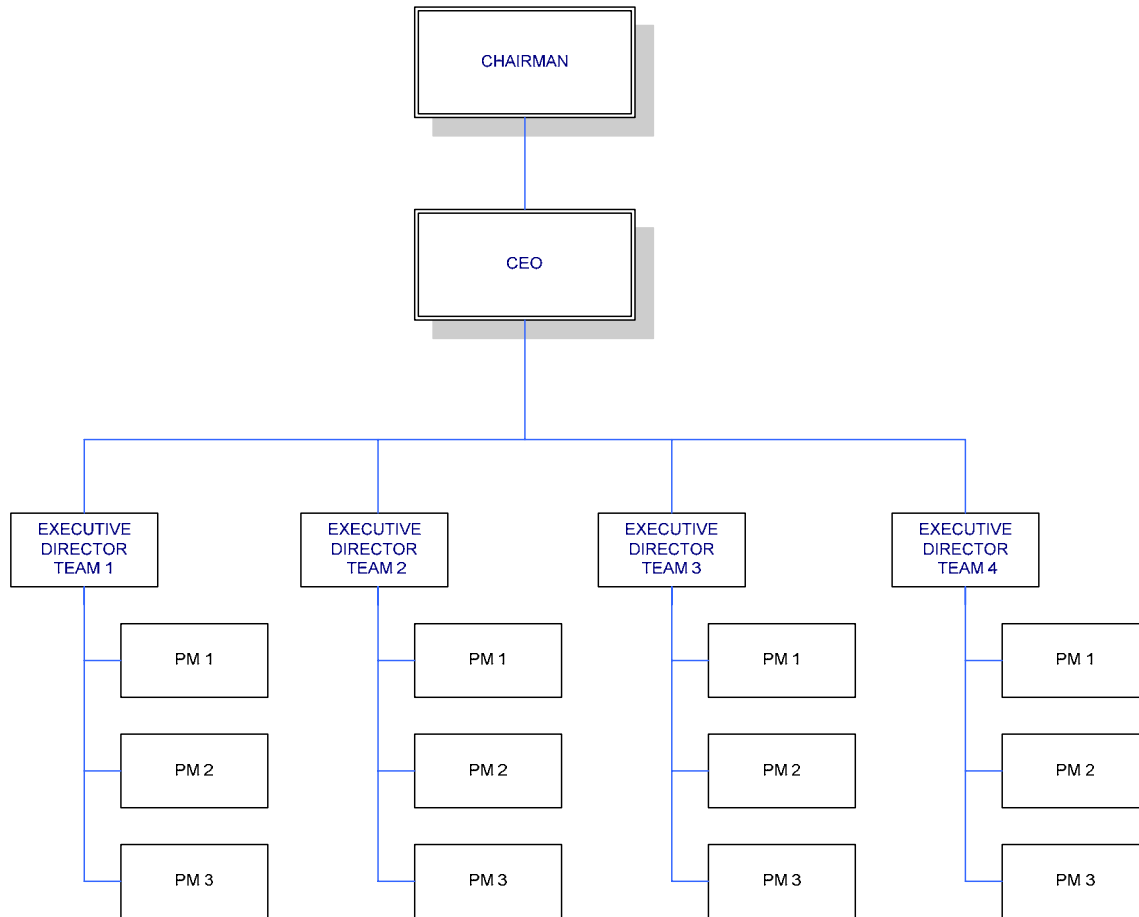 CHAIRMAN
CEO
EXECUTIVE
DIRECTOR
TEAM 1
EXECUTIVE
DIRECTOR
TEAM 2
EXECUTIVE
DIRECTOR
TEAM 3
EXECUTIVE
DIRECTOR
TEAM 4
PM 1
PM 1
PM 1
PM 1
PM 2
PM 2
PM 2
PM 2
PM 3
PM 3
PM 3
PM 3